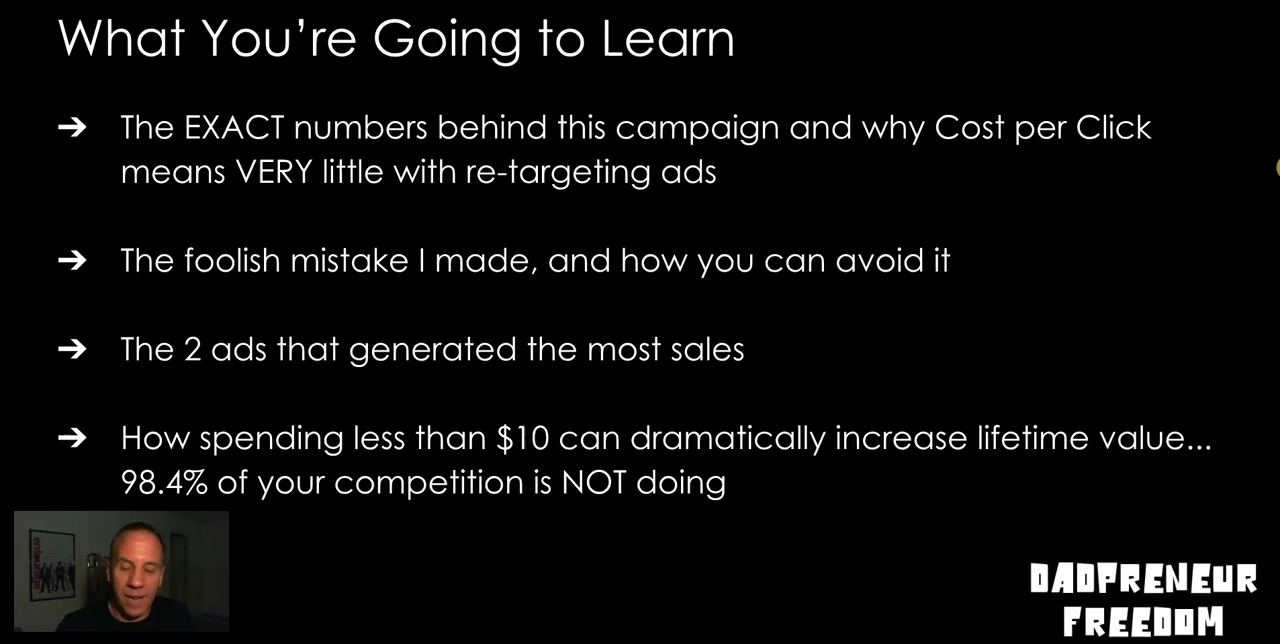 What You're Going to Learn
➔ The EXACT numbers behind this campaign and why Cost per Click
means VERY little with re-targeting ads
➔ The foolish mistake I made, and how you can avoid it
➔ The 2 ads that generated the most sales
➔ How spending less than $10 can dramatically increase lifetime value...
98.4% of your competition is NOT doing
entourage
DADPRENEUR
FREEDOM